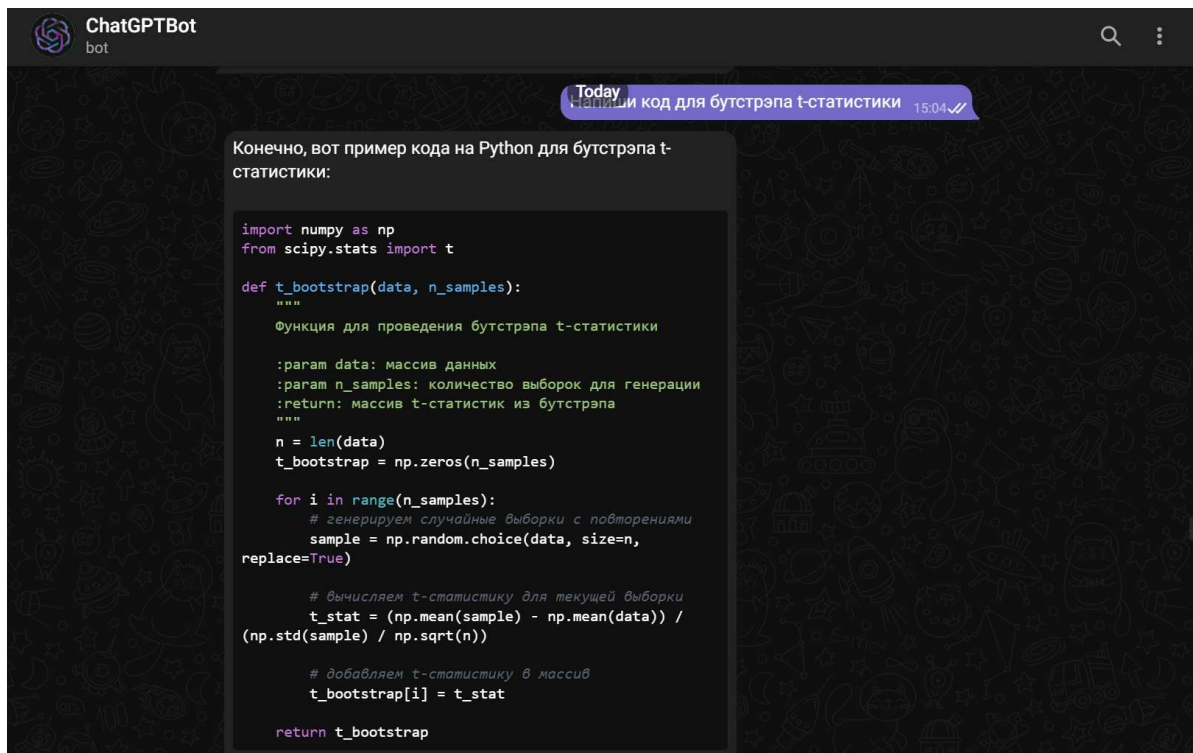 ChatGPTBot
bot
Today
Напиши код для бутстрэпа t-статистики 15:04
Конечно, вот пример кода на Python для бутстрэпа t-
статистики:
import numpy as np
from scipy.stats import t
def t_bootstrap(data, n_samples):
"""
Функция для проведения бутстрэпа t-статистики
:param data: массив данных
:param n_samples: количество выборок для генерации
:return: массив t-статистик из бутстрэпа
"""
n = len(data)
t_bootstrap = np.zeros(n_samples)
for i in range(n_samples):
# генерируем случайные выборки с повторениями
sample = np.random.choice(data, size=n,
replace=True)
# вычисляем t-статистику для текущей выборки
t_stat = (np.mean(sample) - np.mean(data)) /
(np.std(sample) / np.sqrt(n))
# добавляем t-статистику в массив
t_bootstrap[i] = t_stat
return t_bootstrap